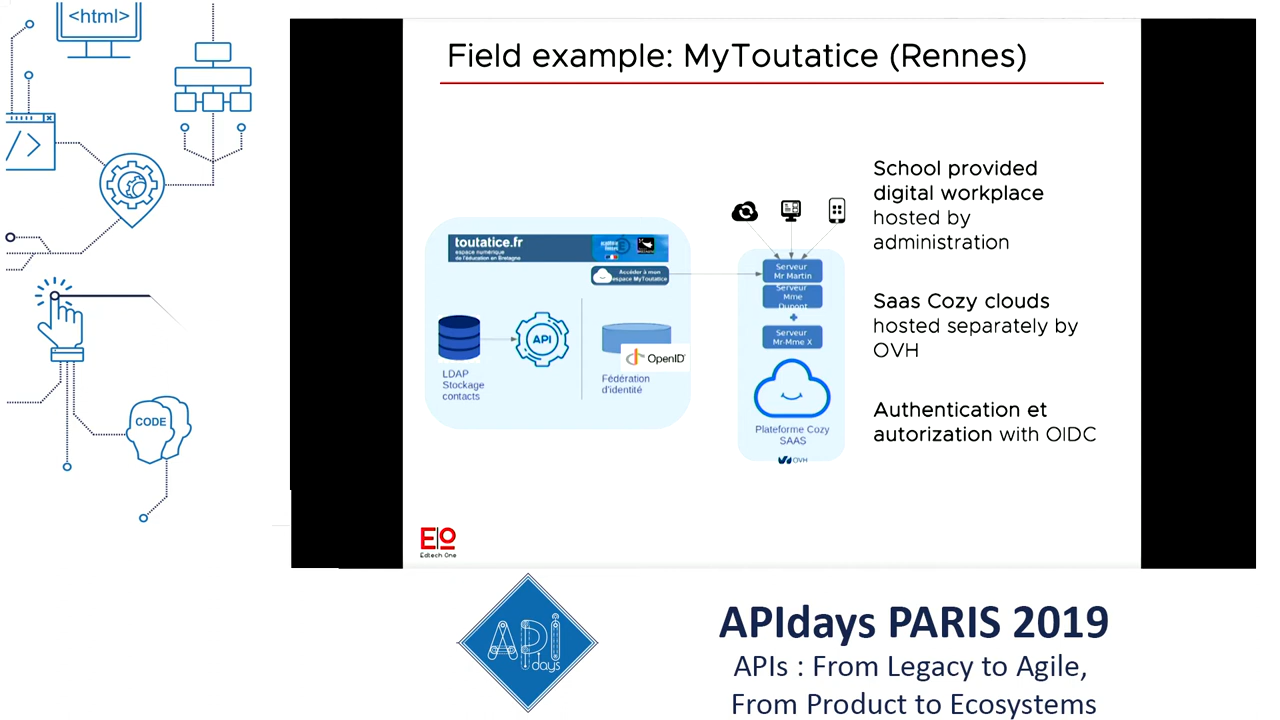 <html>
Field example: MyToutatice (Rennes)
School provided
digital workplace
hosted by
administration
toutatice.fr
espace numérique
de l'éducation en Bretagne
Accéder à mon
espace MyToutatice
Serveur
Mr Martin
Serveur
Mme
Dupont
Serveur
Mr-Mme X
Saas Cozy clouds
hosted separately by
OVH
API
OpenID
LDAP
Stockage
contacts
Fédération
d'identité
Authentication et
autorization with OIDC
Plateforme Cozy
SAAS
OVH
</>
CODE
EO
Edtech One
API
days
APIdays PARIS 2019
APIs : From Legacy to Agile,
From Product to Ecosystems